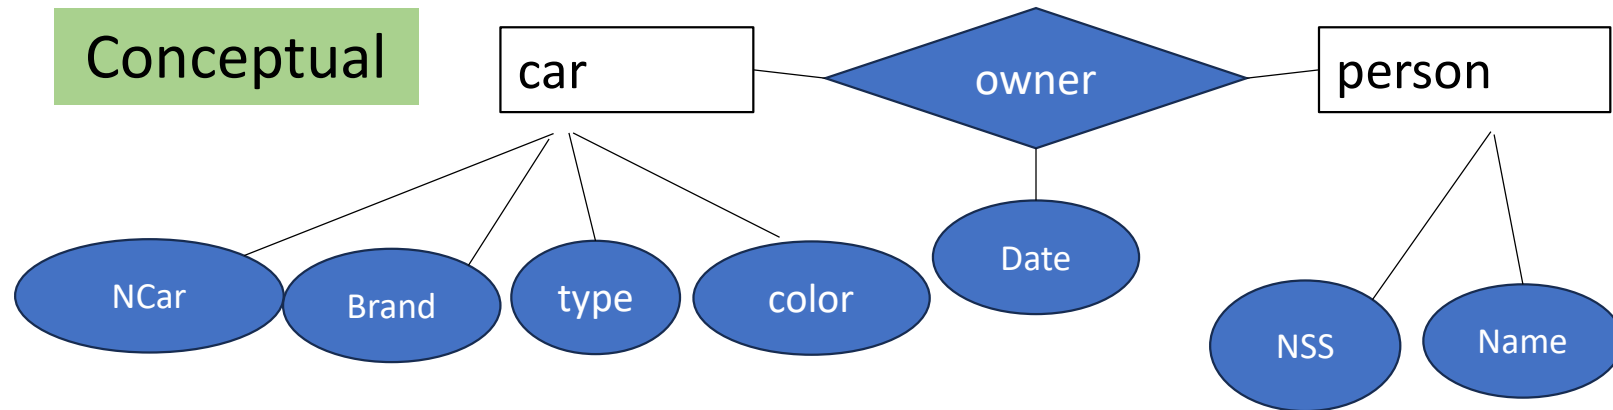 Conceptual
car
owner
person
NCar
Brand
type
color
Date
NSS
Name